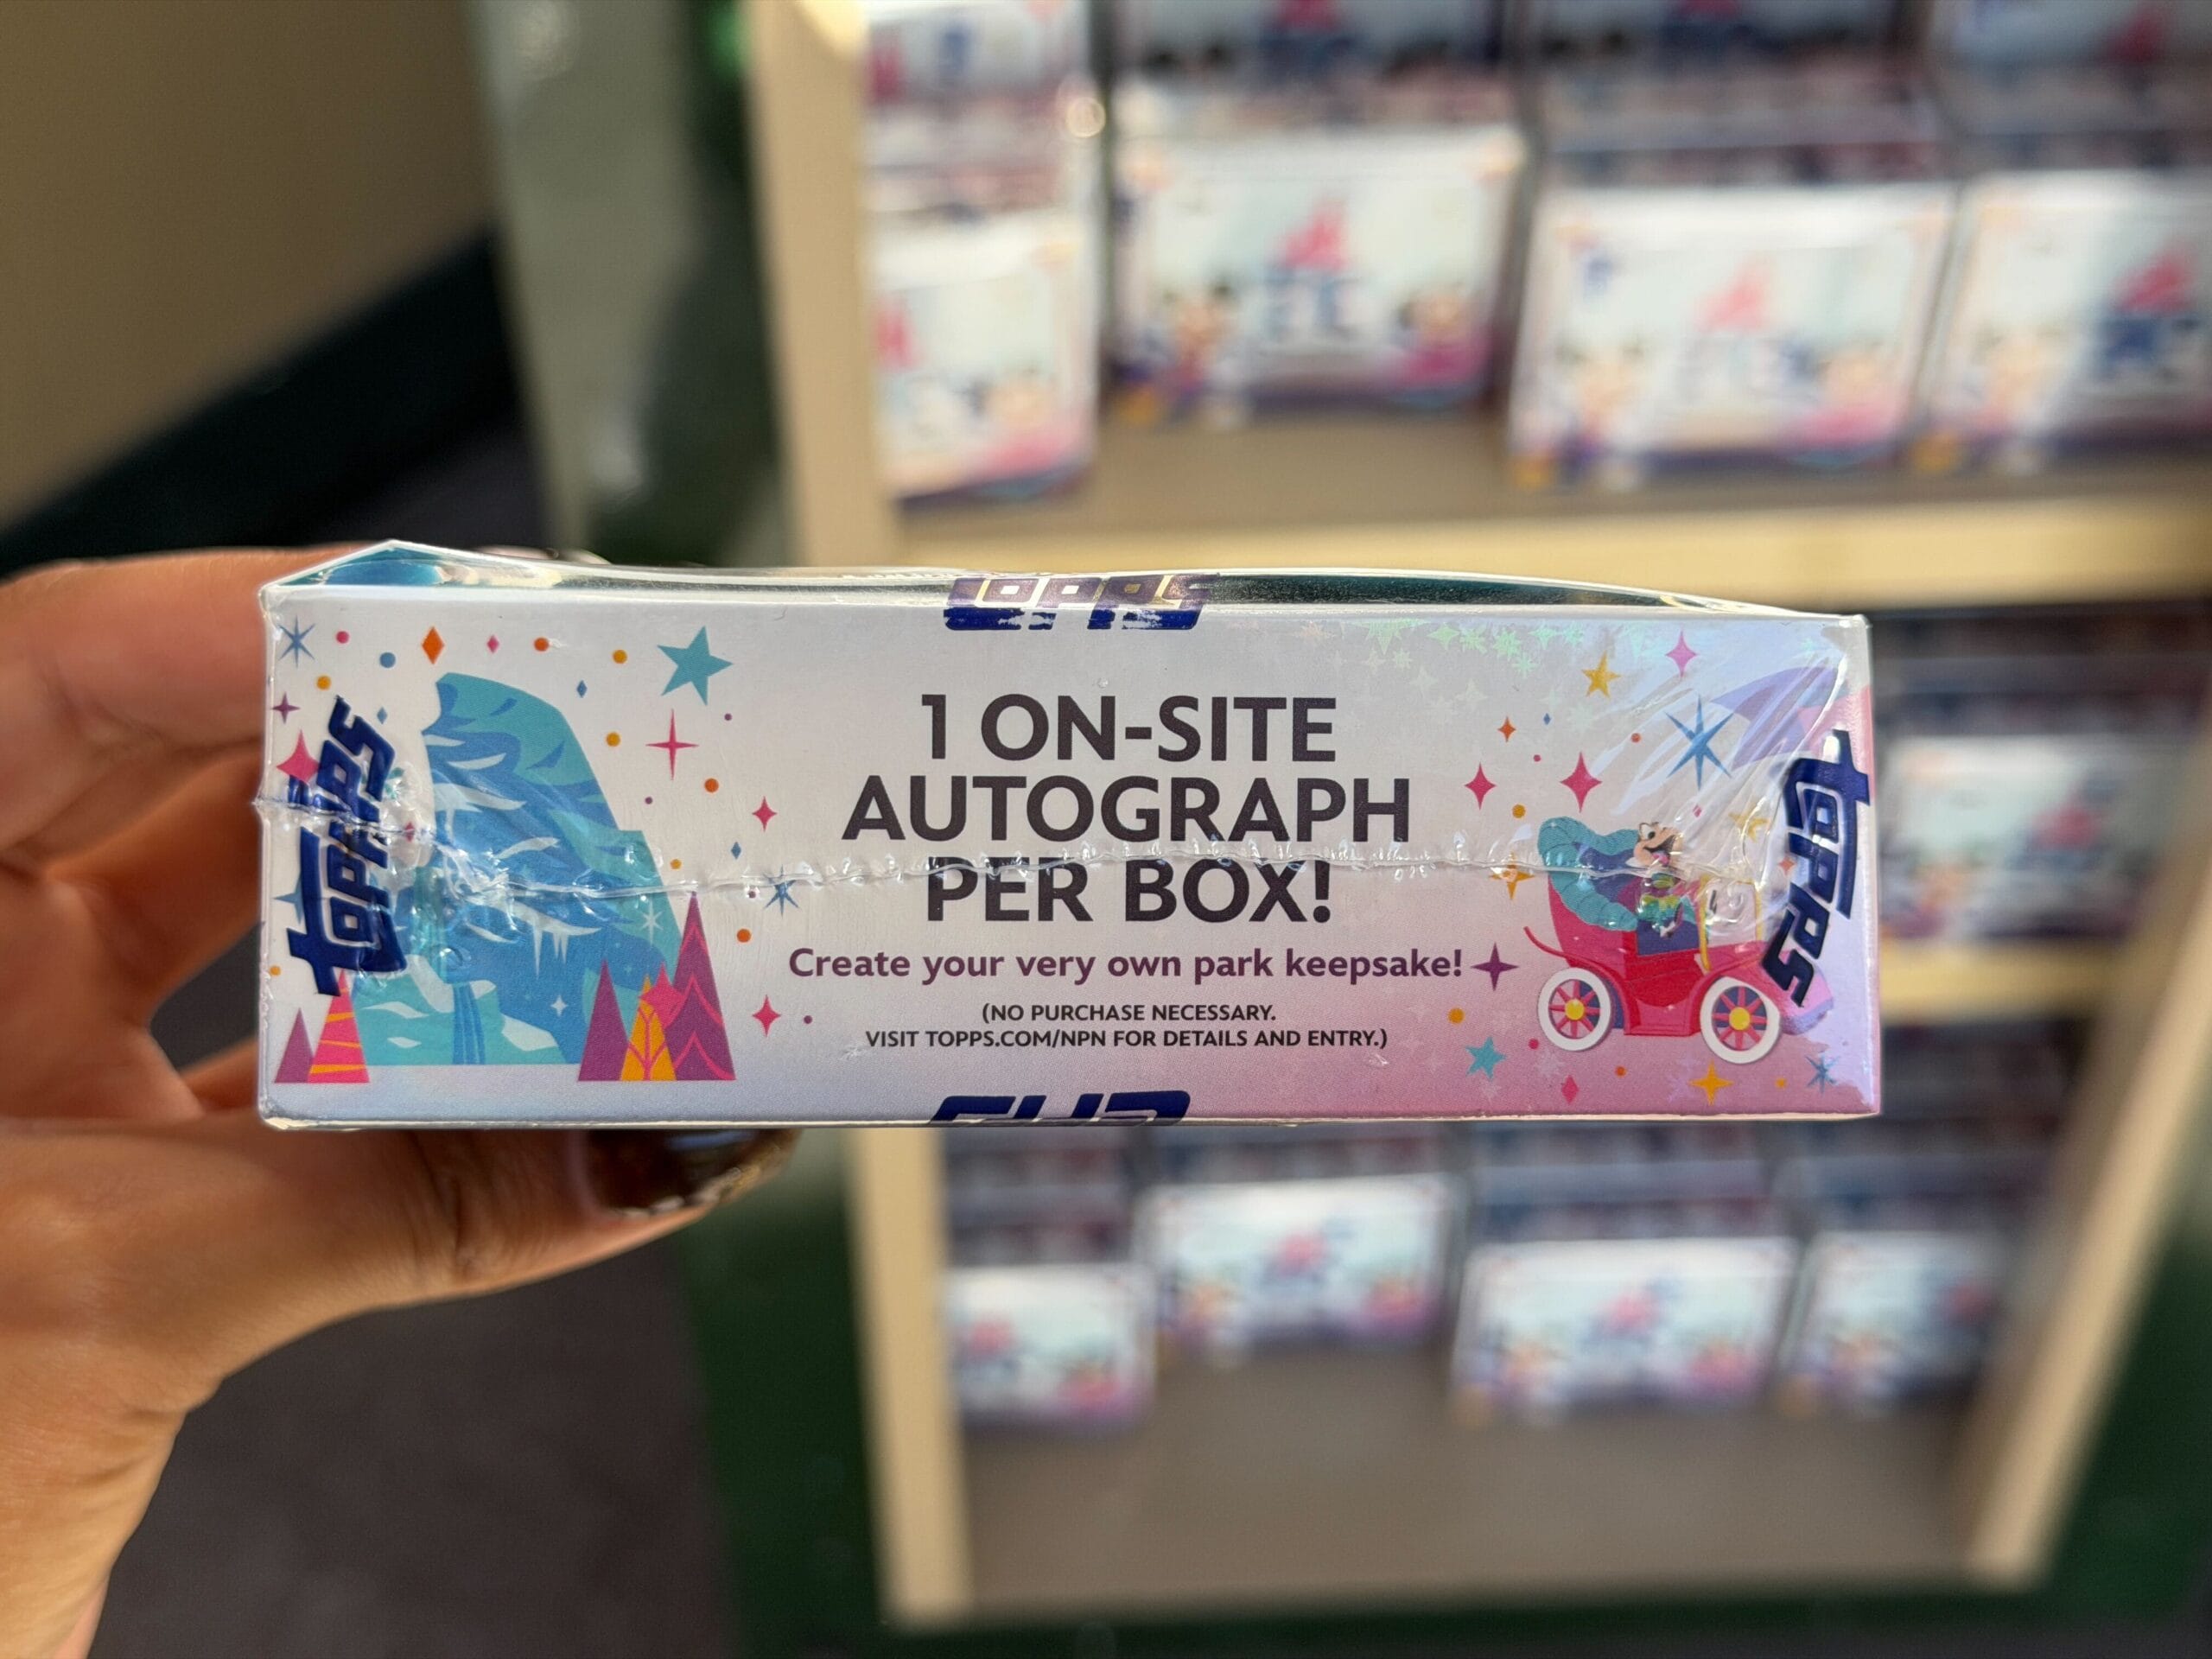 topps
1 ON-SITE
AUTOGRAPH
PER BOX!
Create your very own park keepsake!
(NO PURCHASE NECESSARY.
VISIT TOPPS.COM/NPN FOR DETAILS AND ENTRY.)
topps
topps